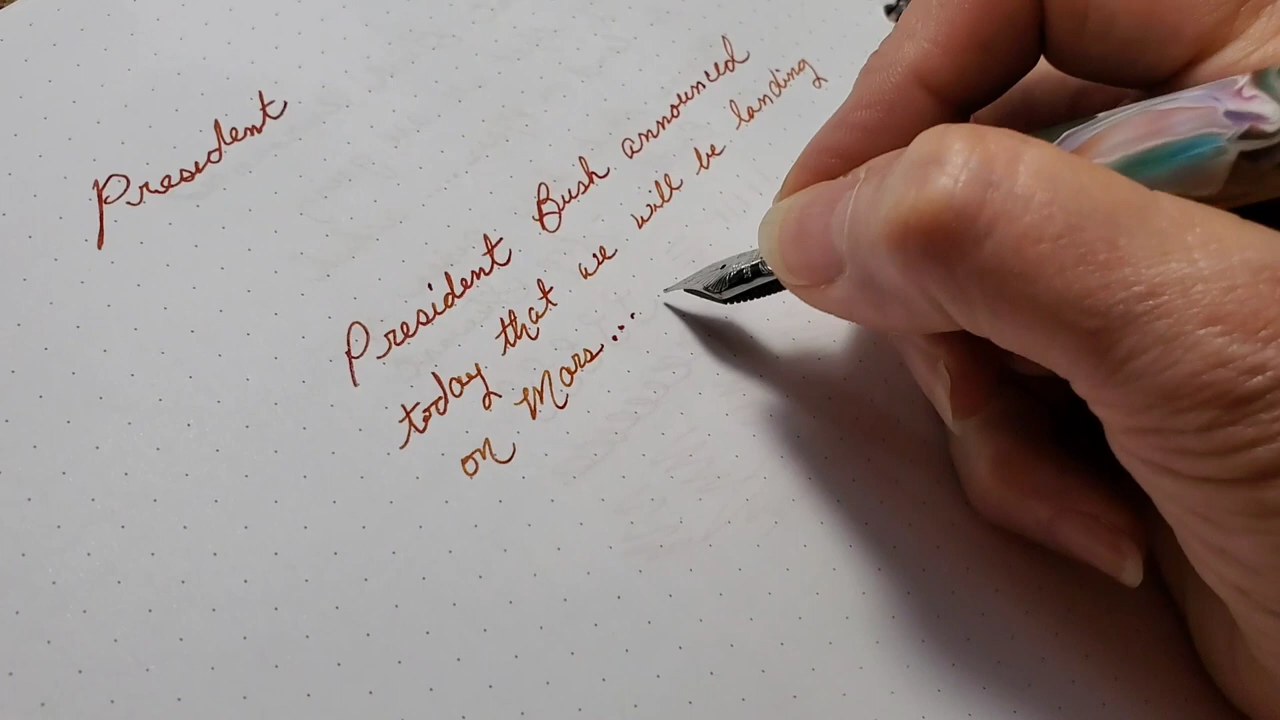 President
President Bush announced
today that we will be landing
on Mars...